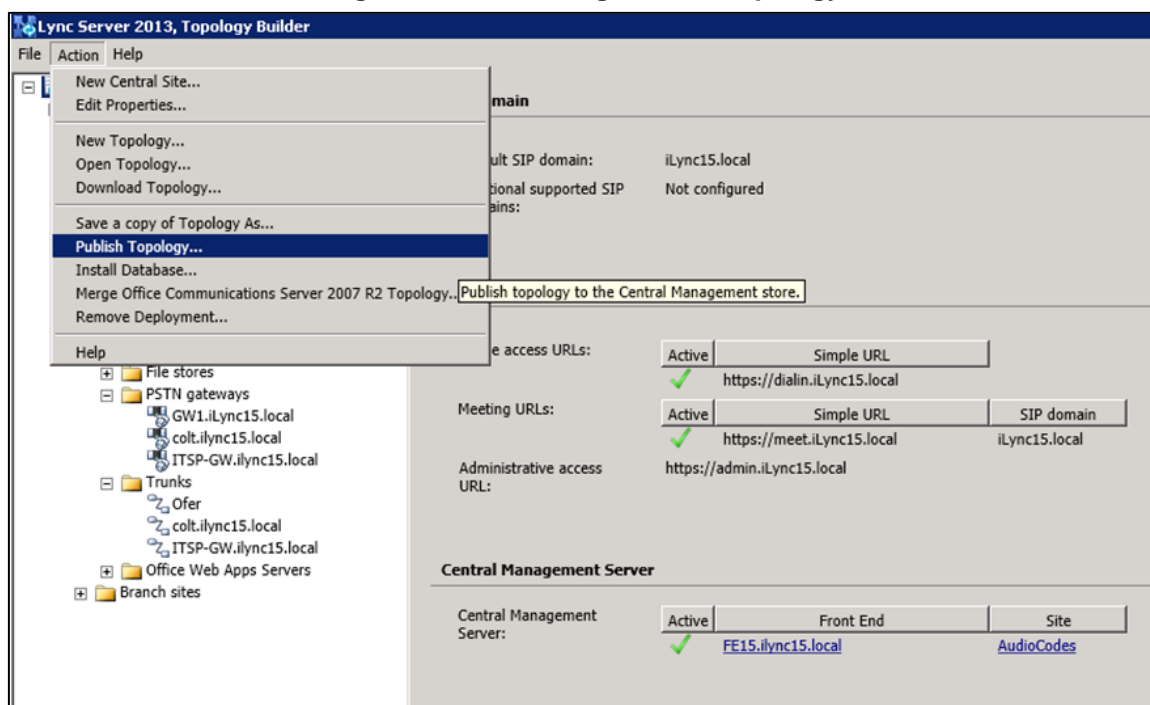 Lync Server 2013, Topology Builder
File Action Help
New Central Site...
Edit Properties...
New Topology...
Open Topology...
Download Topology...
Save a copy of Topology As...
Publish Topology...
Install Database...
Merge Office Communications Server 2007 R2 Topology..
Remove Deployment...
Help
Publish topology to the Central Management store.
main
ult SIP domain: iLync15.local
tional supported SIP Not configured
ains:
e access URLs: Active Simple URL
https://dialin.iLync15.local
Meeting URLs: Active Simple URL SIP domain
https://meet.iLync15.local iLync15.local
Administrative access https://admin.iLync15.local
URL:
File stores
PSTN gateways
GW1.iLync15.local
colt.ilync15.local
ITSP-GW.ilync15.local
Trunks
Ofer
colt.ilync15.local
ITSP-GW.ilync15.local
Office Web Apps Servers
Branch sites
Central Management Server
Central Management Active Front End Site
Server: FE15.ilync15.local AudioCodes